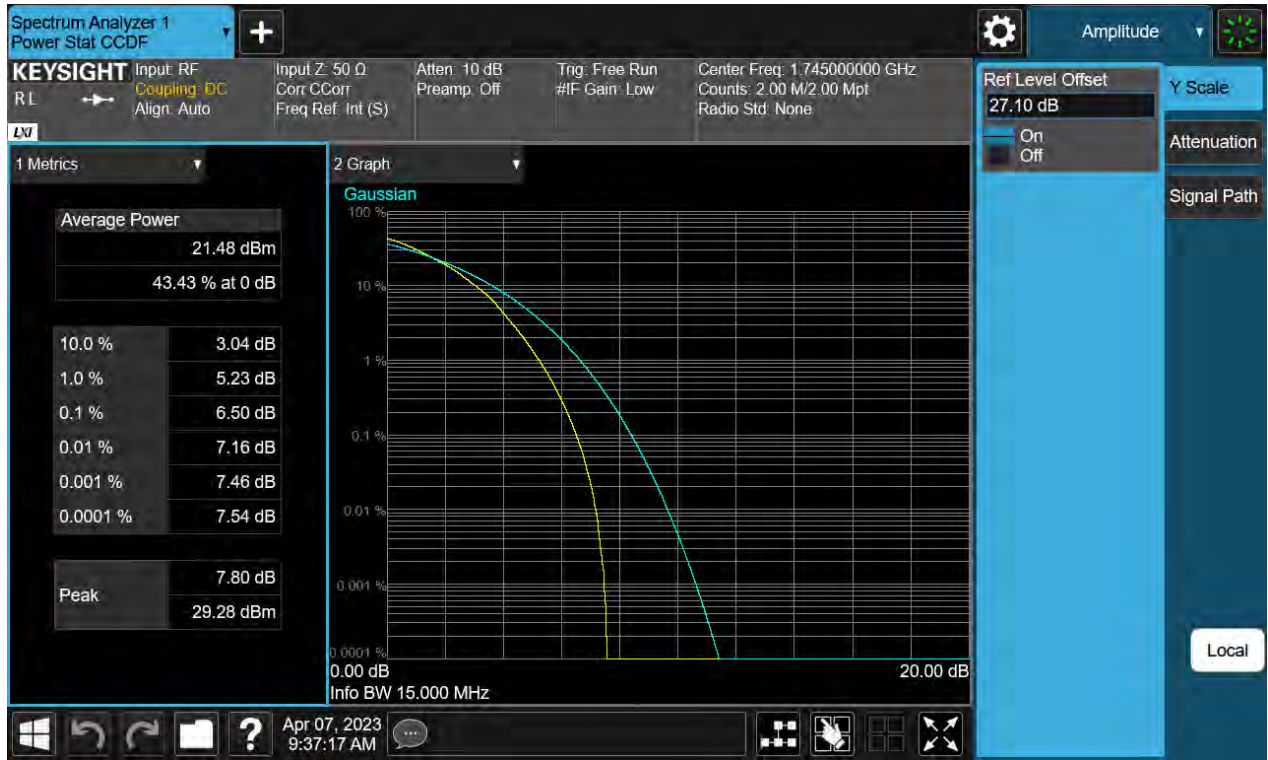 Spectrum Analyzer 1
Power Stat CCDF
+
Amplitude
KEYSIGHT
RL
LXI
Input: RF
Coupling: DC
Align: Auto
Input Z: 50 Ω
Corr CCorr
Freq Ref: Int (S)
Atten: 10 dB
Preamp: Off
Trig: Free Run
#IF Gain: Low
Center Freq: 1.745000000 GHz
Counts: 2.00 M/2.00 Mpt
Radio Std: None
Ref Level Offset
27.10 dB
On
Off
Y Scale
Attenuation
Signal Path
Local
1 Metrics
Average Power
21.48 dBm
43.43 % at 0 dB
10.0 % 3.04 dB
1.0 % 5.23 dB
0.1 % 6.50 dB
0.01 % 7.16 dB
0.001 % 7.46 dB
0.0001 % 7.54 dB
Peak
7.80 dB
29.28 dBm
2 Graph
Gaussian
100 %
10 %
1 %
0.1 %
0.01 %
0.001 %
0.0001 %
0.00 dB 20.00 dB
Info BW 15.000 MHz
?
Apr 07, 2023
9:37:17 AM